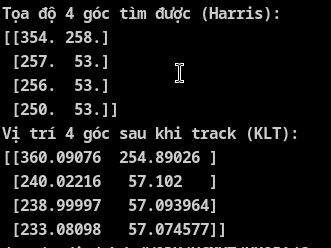 Tọa độ 4 góc tìm được (Harris):
[[354. 258.]
 [257.  53.]
 [256.  53.]
 [250.  53.]]
Vị trí 4 góc sau khi track (KLT):
[[360.09076  254.89026 ]
 [240.02216   57.102   ]
 [238.99997   57.093964]
 [233.08098   57.074577]]